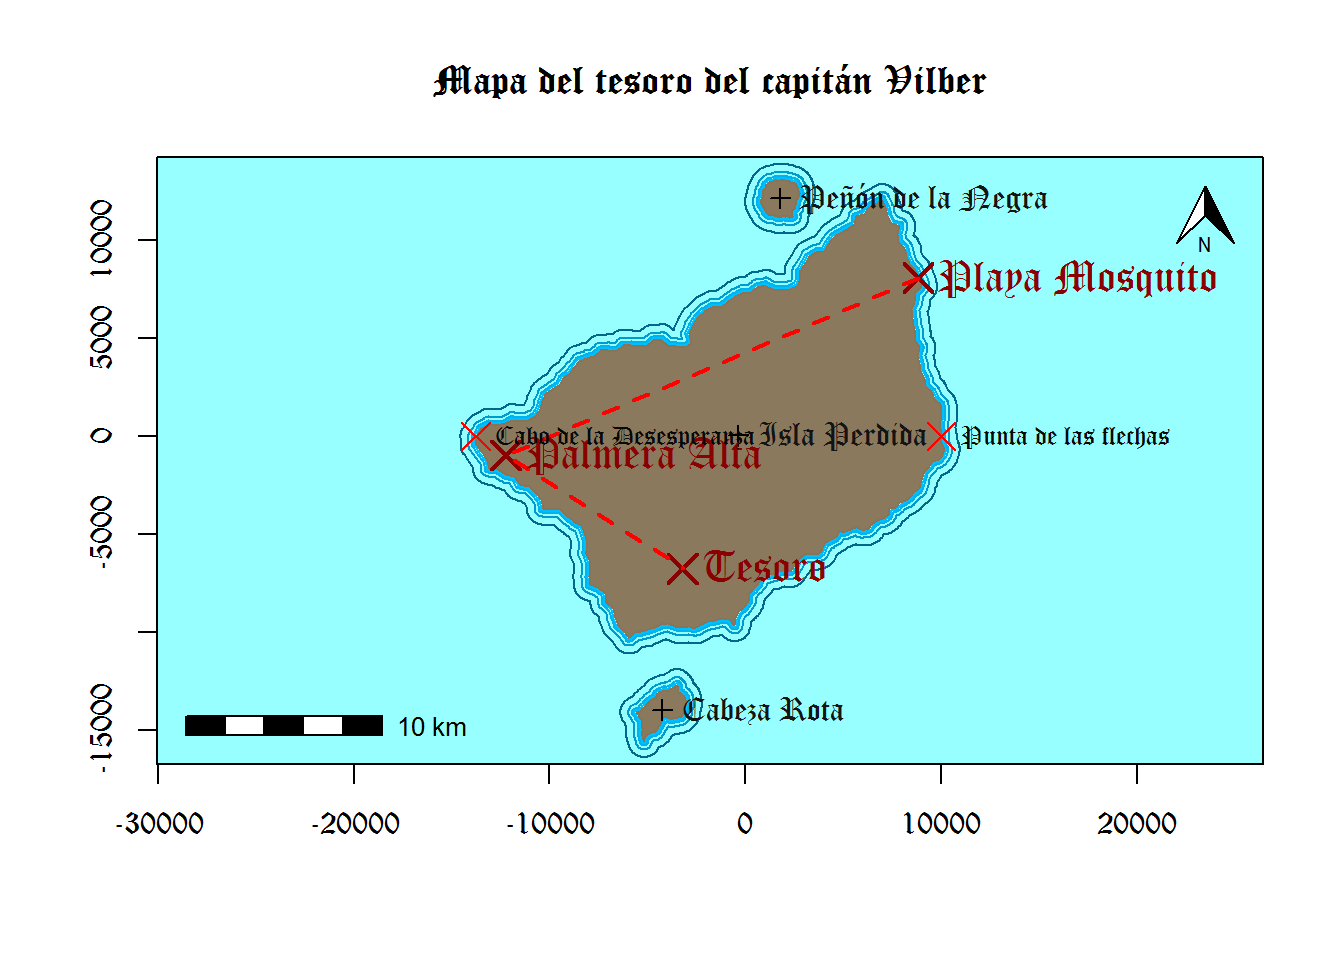 Mapa del tesoro del capitán Vilber
Peñón de la Negra
N
Playa Mosquito
Cabo de la Desesperanza
Isla Perdida
Punta de las flechas
Palmera Alta
Tesoro
Cabeza Rota
10 km
10000
5000
0
-5000
-15000
-30000 -20000 -10000 0 10000 20000